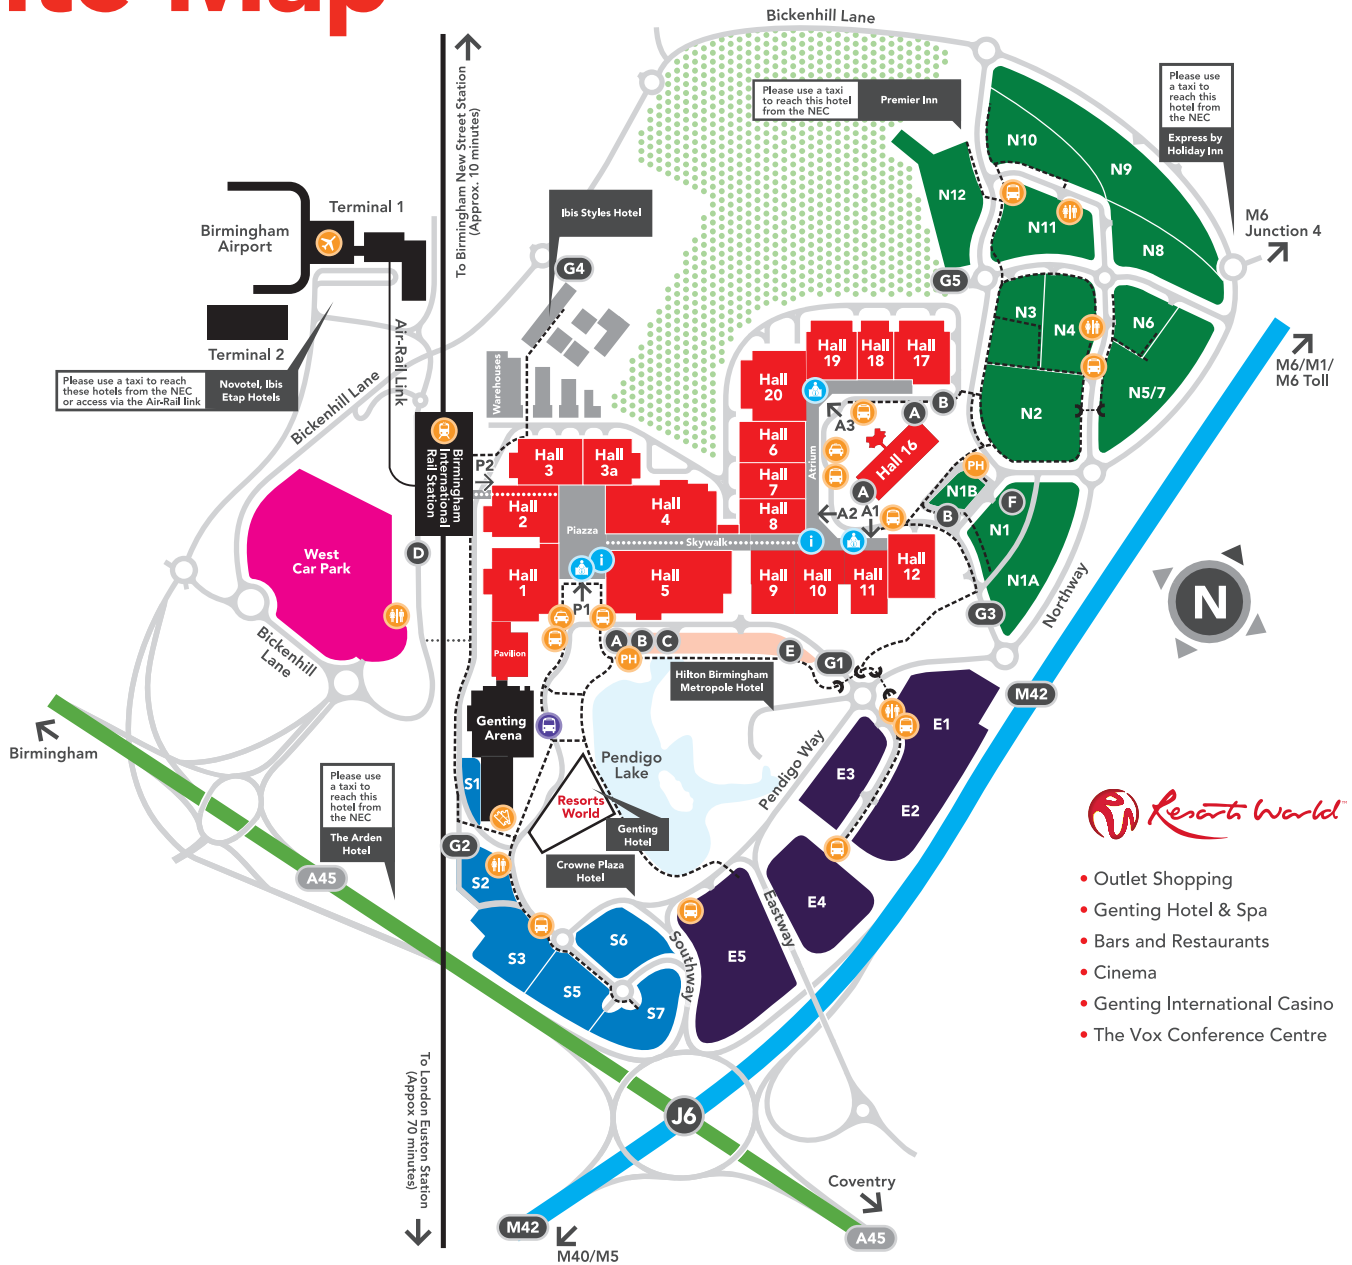 Site Map
Bickenhill Lane
To Birmingham New Street Station
(Approx. 10 minutes)
Please use a taxi
to reach this hotel
from the NEC
Premier Inn
Please use
a taxi to
reach this
hotel from
the NEC
Express by
Holiday Inn
N10
N9
N12
N11
N8
M6
Junction 4
Terminal 1
Birmingham
Airport
Ibis Styles Hotel
G4
G5
N3
N4
N6
Terminal 2
Air-Rail Link
Please use a taxi to reach
these hotels from the NEC
or access via the Air-Rail link
Novotel, Ibis
Etap Hotels
Bickenhill Lane
Warehouses
Hall
19
Hall
18
Hall
17
Hall
20
M6/M1/
M6 Toll
N5/7
N2
A
B
A3
Birmingham
International
Rail Station
P2
Hall
3
Hall
3a
Hall
6
Atrium
Hall 16
PH
Hall
7
N1B
A
F
Hall
2
Hall
4
Hall
8
A2
A1
B
N1
Piazza
Skywalk
i
West
Car Park
D
Hall
1
i
Hall
5
Hall
9
Hall
10
Hall
11
Hall
12
N1A
N
P1
G3
Northway
Bickenhill
Lane
Pavilion
A
B
C
PH
E
G1
Hilton Birmingham
Metropole Hotel
M42
Birmingham
Genting
Arena
Pendigo
Lake
Pendigo Way
E1
E3
E2
S1
Please use
a taxi to
reach this
hotel from
the NEC
The Arden
Hotel
Resorts
World
Genting
Hotel
Crowne Plaza
Hotel
G2
A45
S2
E4
Eastway
S6
Southway
E5
S3
S5
S7
Resorts World
• Outlet Shopping
• Genting Hotel & Spa
• Bars and Restaurants
• Cinema
• Genting International Casino
• The Vox Conference Centre
To London Euston Station
(Appox 70 minutes)
J6
Coventry
M42
A45
M40/M5